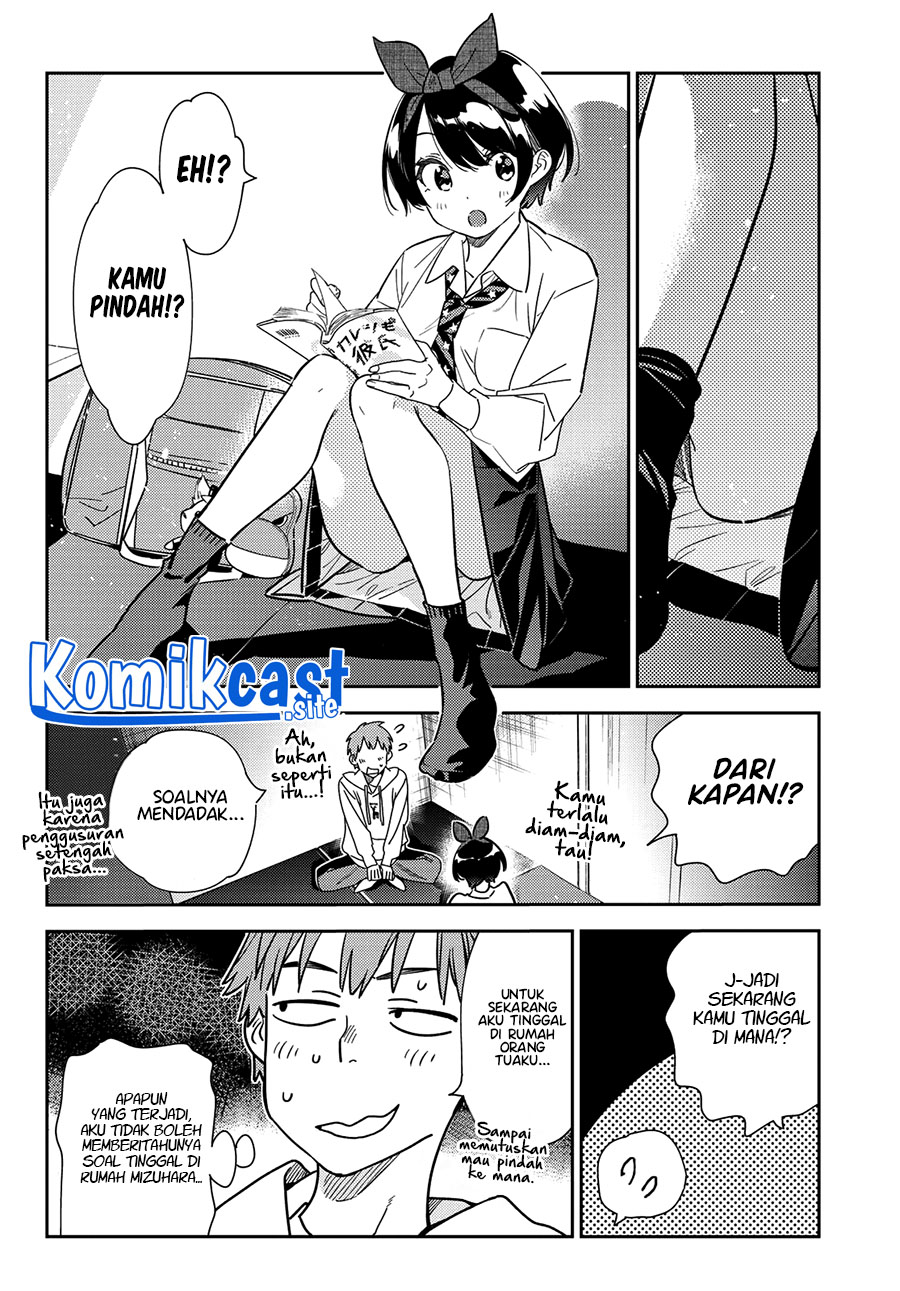 EH!?
KAMU
PINDAH!?
カレシも
彼氏
Komikcast
.site
DARI
KAPAN!?
Kamu
terlalu
diam-diam,
tau!
Ah,
bukan
seperti
itu...!
SOALNYA
MENDADAK...
Itu juga
karena
penggusuran
setengah
paksa...
J-JADI
SEKARANG
KAMU TINGGAL
DI MANA!?
UNTUK
SEKARANG
AKU TINGGAL
DI RUMAH
ORANG
TUAKU...
Sampai
memutuskan
mau pindah
ke mana.
APAPUN
YANG TERJADI,
AKU TIDAK BOLEH
MEMBERITAHUNYA
SOAL TINGGAL DI
RUMAH MIZUHARA...